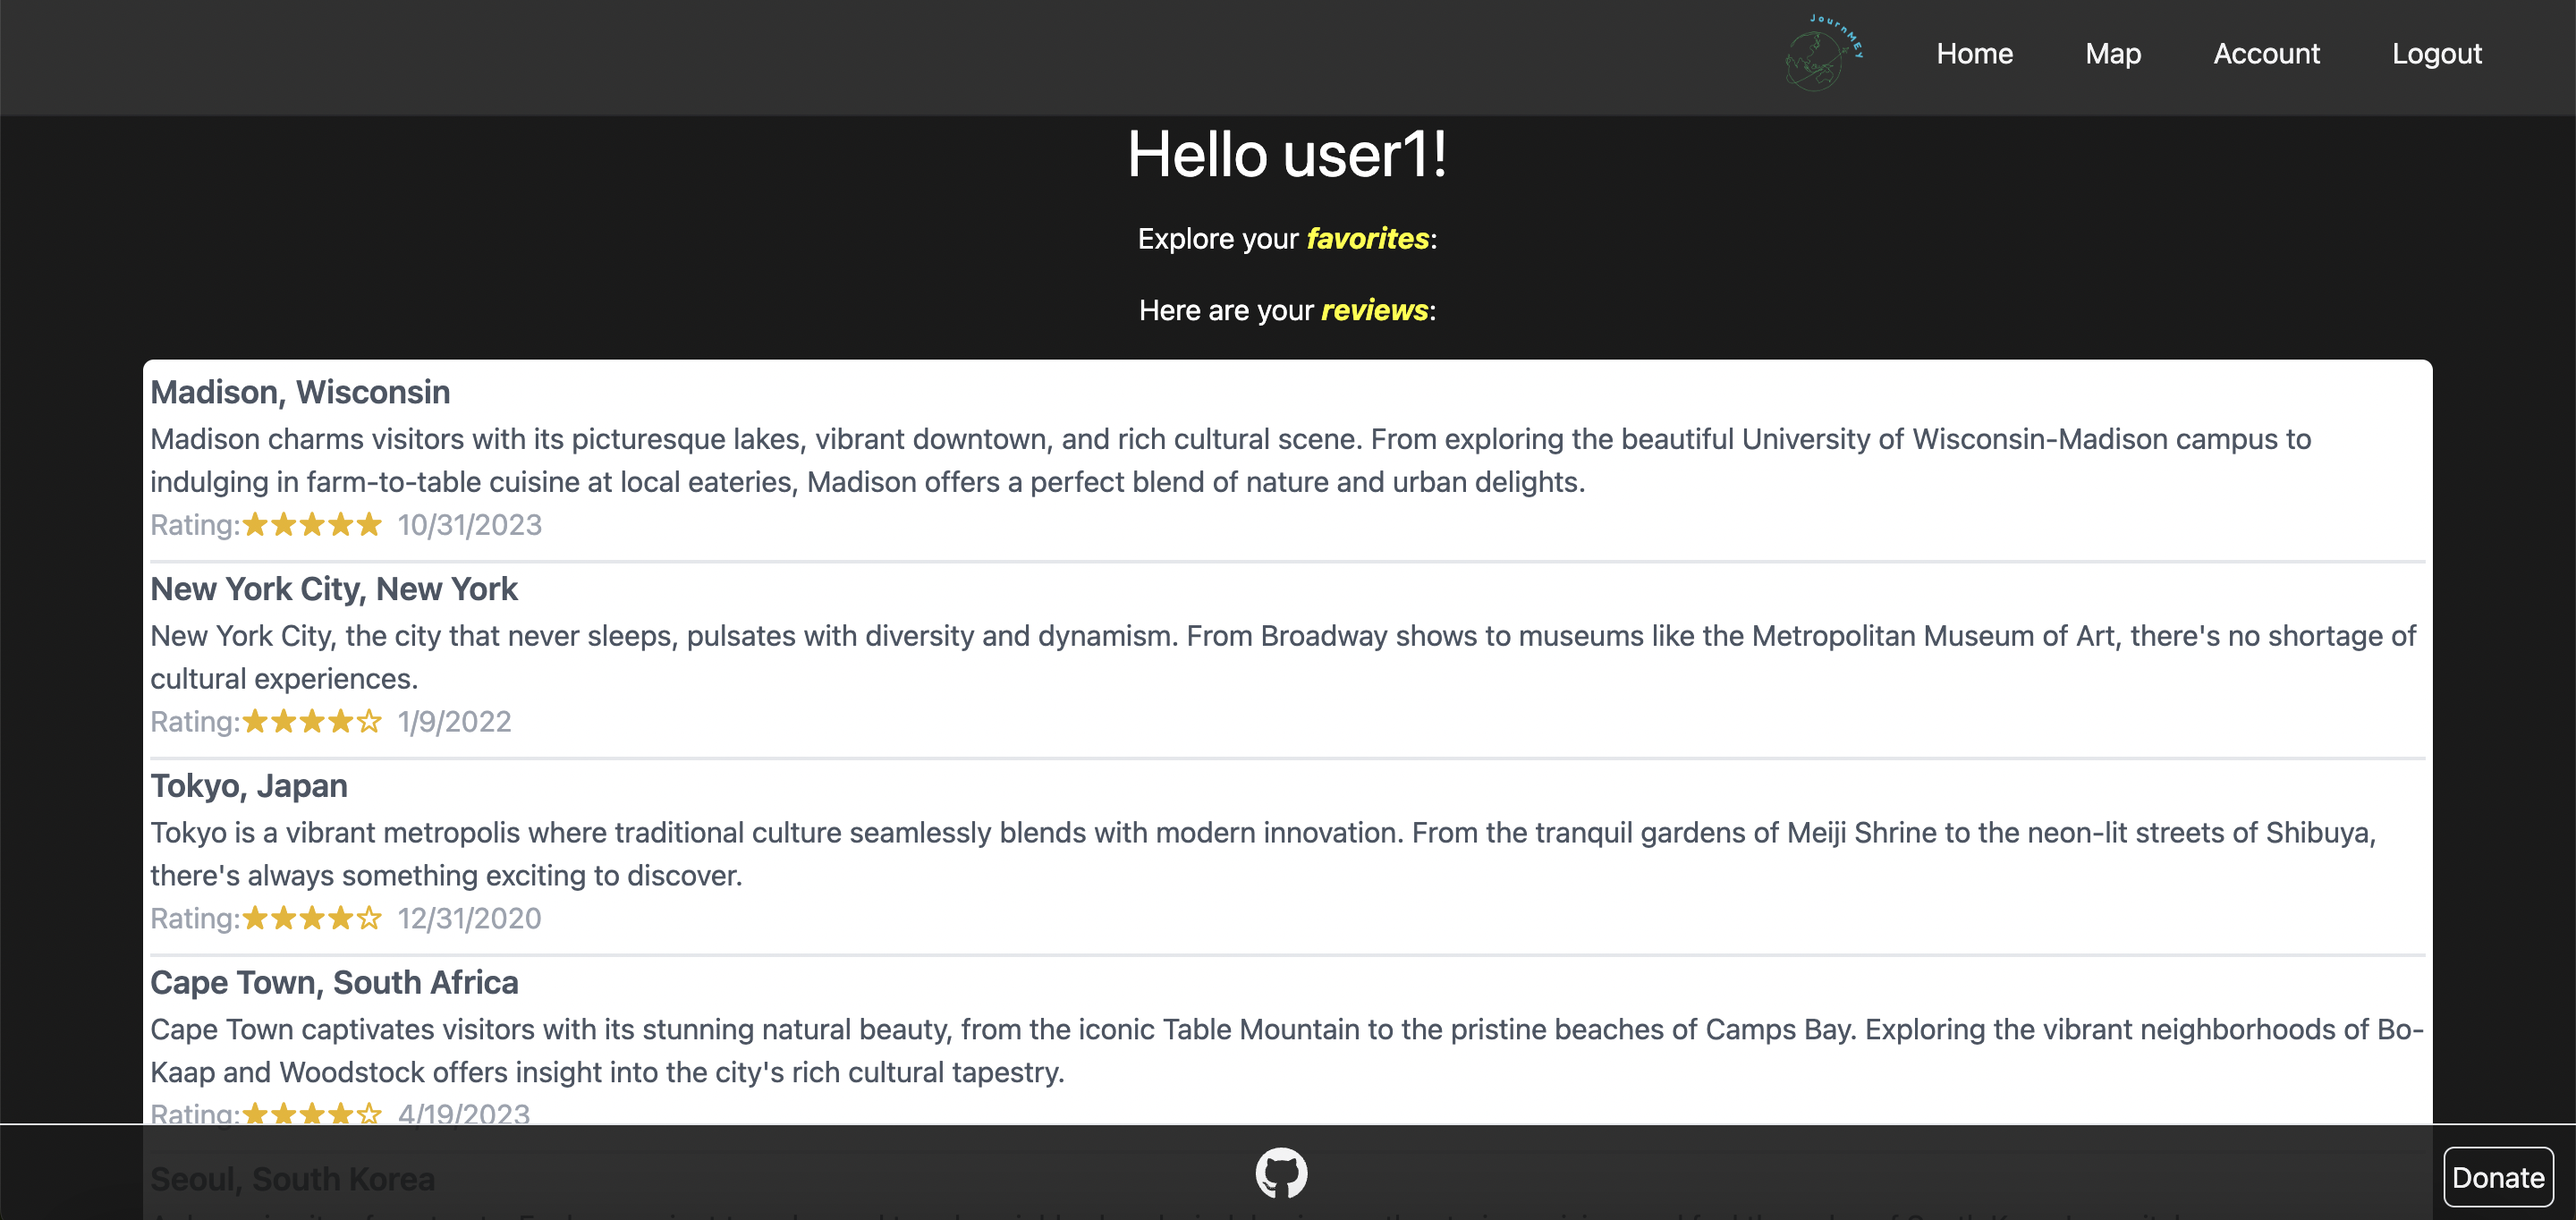 JournMEy
Home Map Account Logout
Hello user1!
Explore your favorites:
Here are your reviews:
Madison, Wisconsin
Madison charms visitors with its picturesque lakes, vibrant downtown, and rich cultural scene. From exploring the beautiful University of Wisconsin-Madison campus to
indulging in farm-to-table cuisine at local eateries, Madison offers a perfect blend of nature and urban delights.
Rating: 10/31/2023
New York City, New York
New York City, the city that never sleeps, pulsates with diversity and dynamism. From Broadway shows to museums like the Metropolitan Museum of Art, there's no shortage of
cultural experiences.
Rating: 1/9/2022
Tokyo, Japan
Tokyo is a vibrant metropolis where traditional culture seamlessly blends with modern innovation. From the tranquil gardens of Meiji Shrine to the neon-lit streets of Shibuya,
there's always something exciting to discover.
Rating: 12/31/2020
Cape Town, South Africa
Cape Town captivates visitors with its stunning natural beauty, from the iconic Table Mountain to the pristine beaches of Camps Bay. Exploring the vibrant neighborhoods of Bo-
Kaap and Woodstock offers insight into the city's rich cultural tapestry.
Rating: 4/19/2023
Seoul, South Korea
Donate